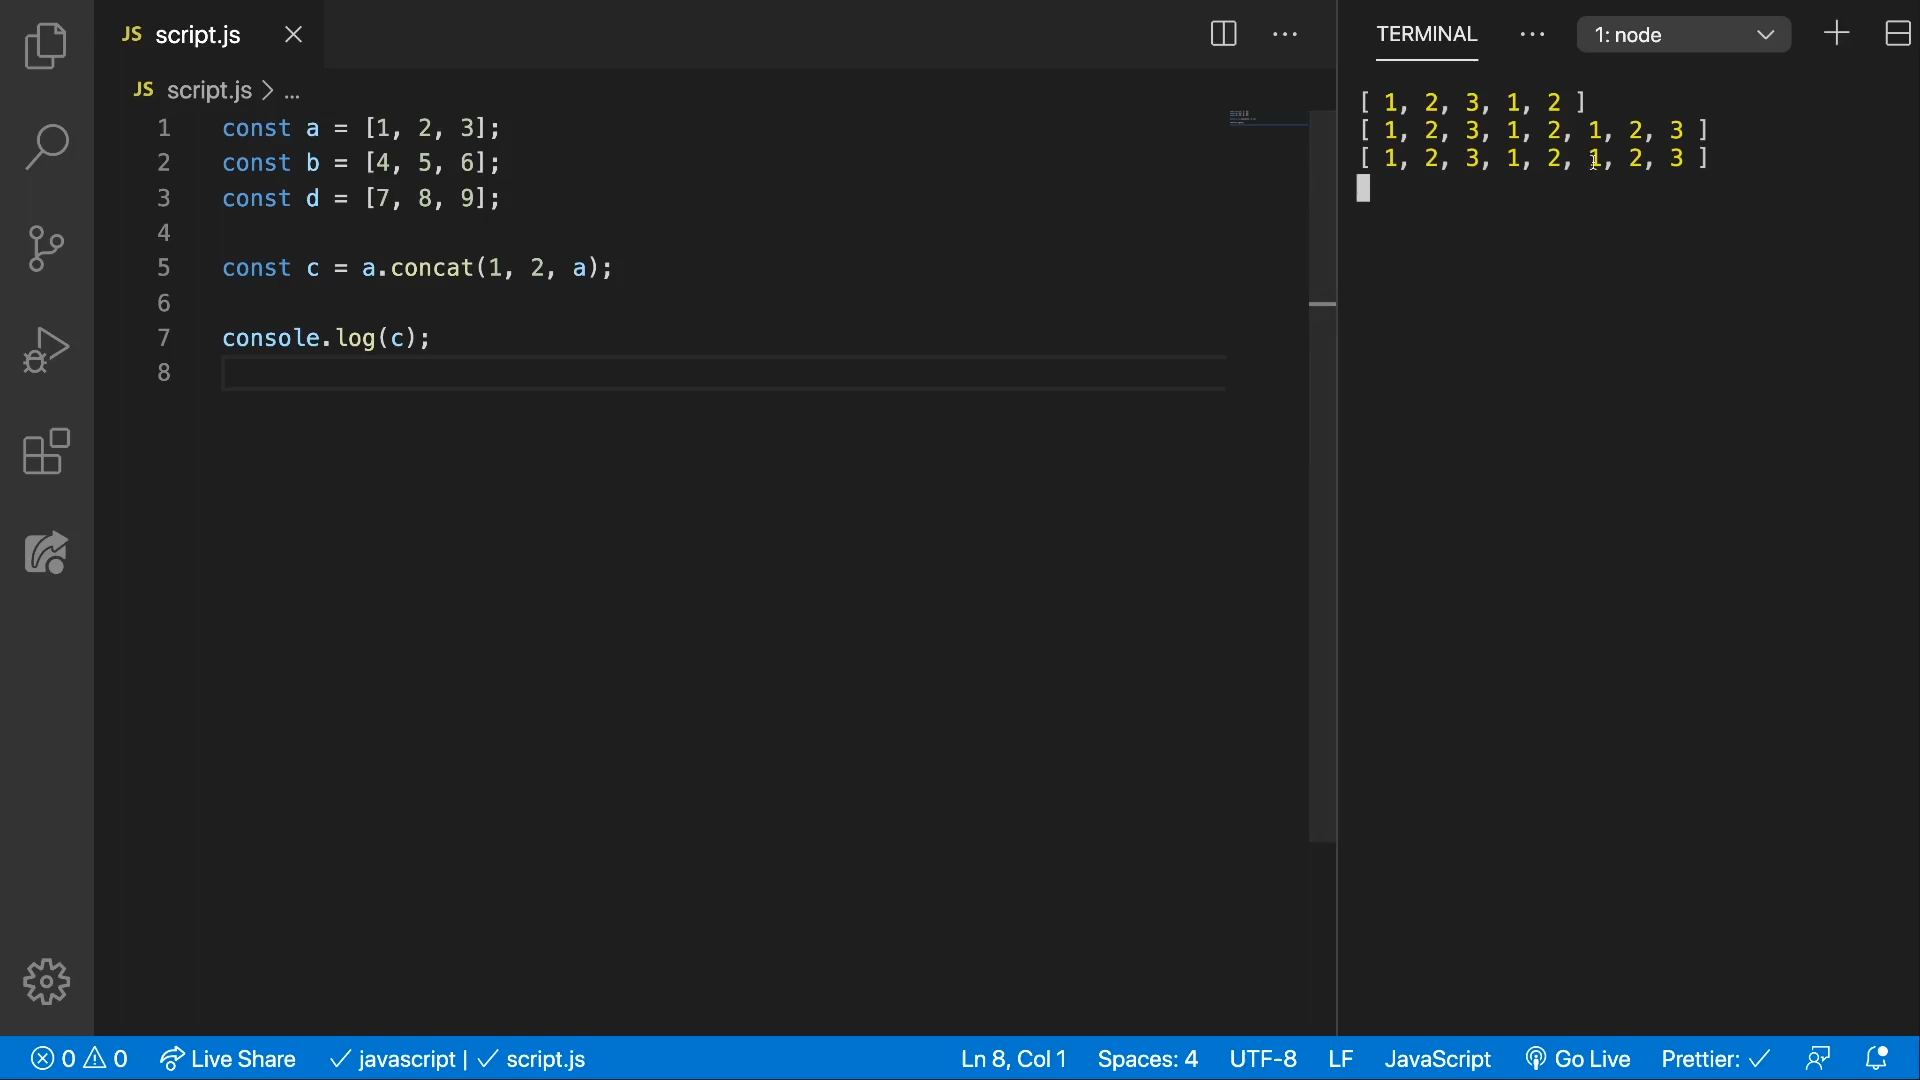 JS script.js
JS script.js > ...
1 const a = [1, 2, 3];
2 const b = [4, 5, 6];
3 const d = [7, 8, 9];
4
5 const c = a.concat(1, 2, a);
6
7 console.log(c);
8
TERMINAL ... 1: node
[ 1, 2, 3, 1, 2 ]
[ 1, 2, 3, 1, 2, 1, 2, 3 ]
[ 1, 2, 3, 1, 2, 1, 2, 3 ]
0 0 Live Share javascript | script.js Ln 8, Col 1 Spaces: 4 UTF-8 LF JavaScript Go Live Prettier: ✓